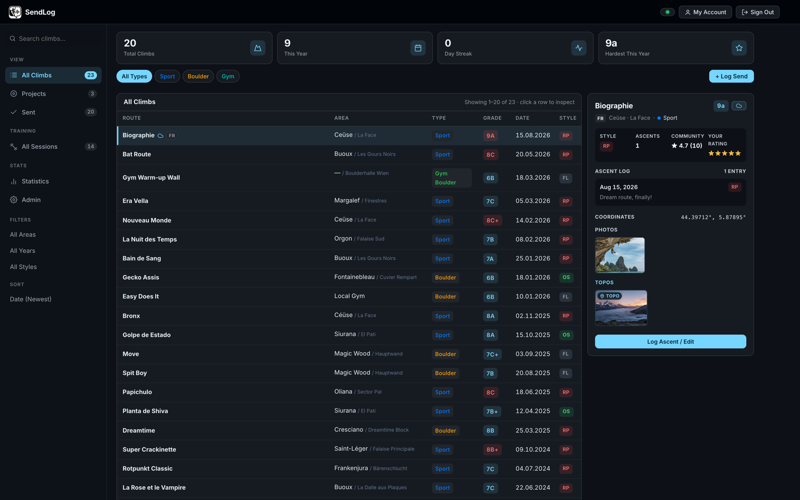 SendLog
My Account
Sign Out
Search climbs...
VIEW
All Climbs 23
Projects 3
Sent 20
TRAINING
All Sessions 14
STATS
Statistics
Admin
FILTERS
All Areas
All Years
All Styles
SORT
Date (Newest)
20
Total Climbs
9
This Year
0
Day Streak
9a
Hardest This Year
All Types Sport Boulder Gym
+ Log Send
All Climbs Showing 1-20 of 23 · click a row to inspect
ROUTE AREA TYPE GRADE DATE STYLE
Biographie FR Ceüse / La Face Sport 9A 15.08.2026 RP
Bat Route Buoux / Les Gours Noirs Sport 8C 20.05.2026 RP
Gym Warm-up Wall — / Boulderhalle Wien Gym Boulder 6B 18.03.2026 FL
Era Vella Margalef / Finestres Sport 7C 05.03.2026 RP
Nouveau Monde Ceüse / La Face Sport 8C+ 14.02.2026 RP
La Nuit des Temps Orgon / Falaise Sud Sport 7B 08.02.2026 RP
Bain de Sang Buoux / Les Gours Noirs Sport 7A 25.01.2026 RP
Gecko Assis Fontainebleau / Cuvier Rempart Boulder 6B 18.01.2026 OS
Easy Does It Local Gym Boulder 6B 10.01.2026 FL
Bronx Céüse / La Face Sport 8A 02.11.2025 RP
Golpe de Estado Siurana / El Pati Sport 8A 15.10.2025 OS
Move Magic Wood / Hauptwand Boulder 7C+ 03.09.2025 FL
Spit Boy Magic Wood / Hauptwand Boulder 7B 20.08.2025 FL
Papichulo Oliana / Sector Pal Sport 8C 18.06.2025 RP
Planta de Shiva Siurana / El Pati Sport 7B+ 12.04.2025 OS
Dreamtime Cresciano / Dreamtime Block Boulder 8B 25.03.2025 RP
Super Crackinette Saint-Léger / Falaise Principale Sport 8B+ 09.10.2024 RP
Rotpunkt Classic Frankenjura / Bärenschlucht Sport 7C 04.07.2024 RP
La Rose et le Vampire Buoux / La Dalle aux Plaques Sport 7C 22.06.2024 RP
Biographie 9a
FR Ceüse · La Face · Sport
STYLE ASCENTS COMMUNITY YOUR RATING
RP 1 ★ 4.7 (10) ★★★★★
ASCENT LOG 1 ENTRY
Aug 15, 2026 RP
Dream route, finally!
COORDINATES 44.39712°, 5.87895°
PHOTOS
TOPOS
TOPO
Log Ascent / Edit